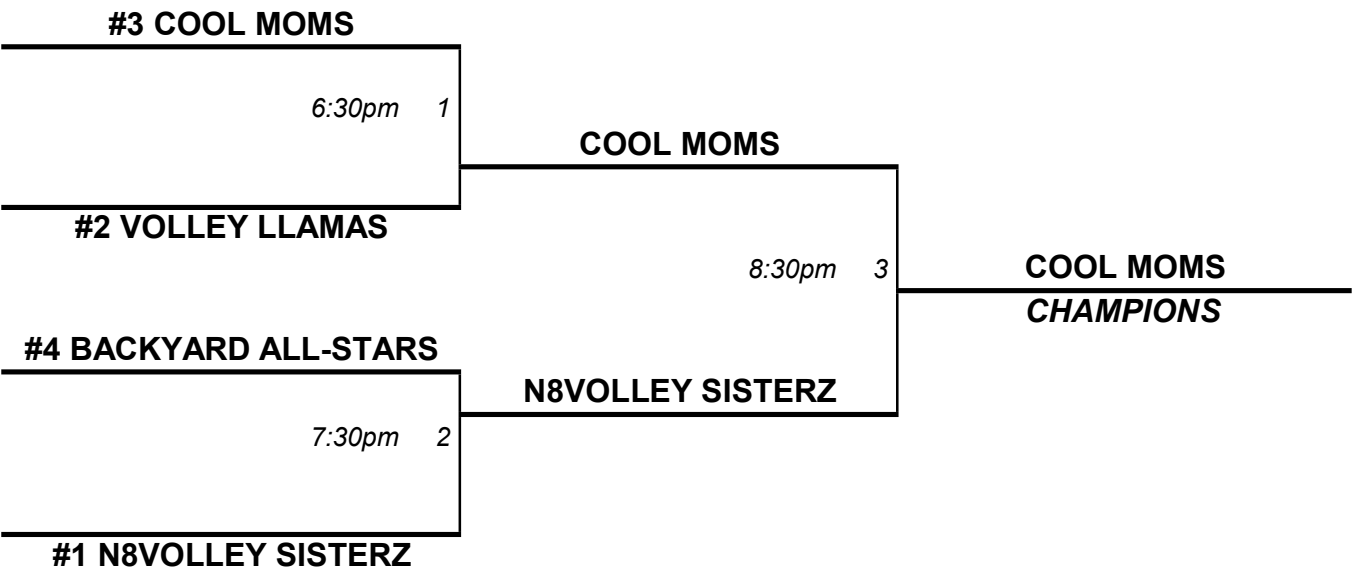 #3 COOL MOMS
6:30pm 1
COOL MOMS
#2 VOLLEY LLAMAS
8:30pm 3
COOL MOMS
CHAMPIONS
#4 BACKYARD ALL-STARS
N8VOLLEY SISTERZ
7:30pm 2
#1 N8VOLLEY SISTERZ